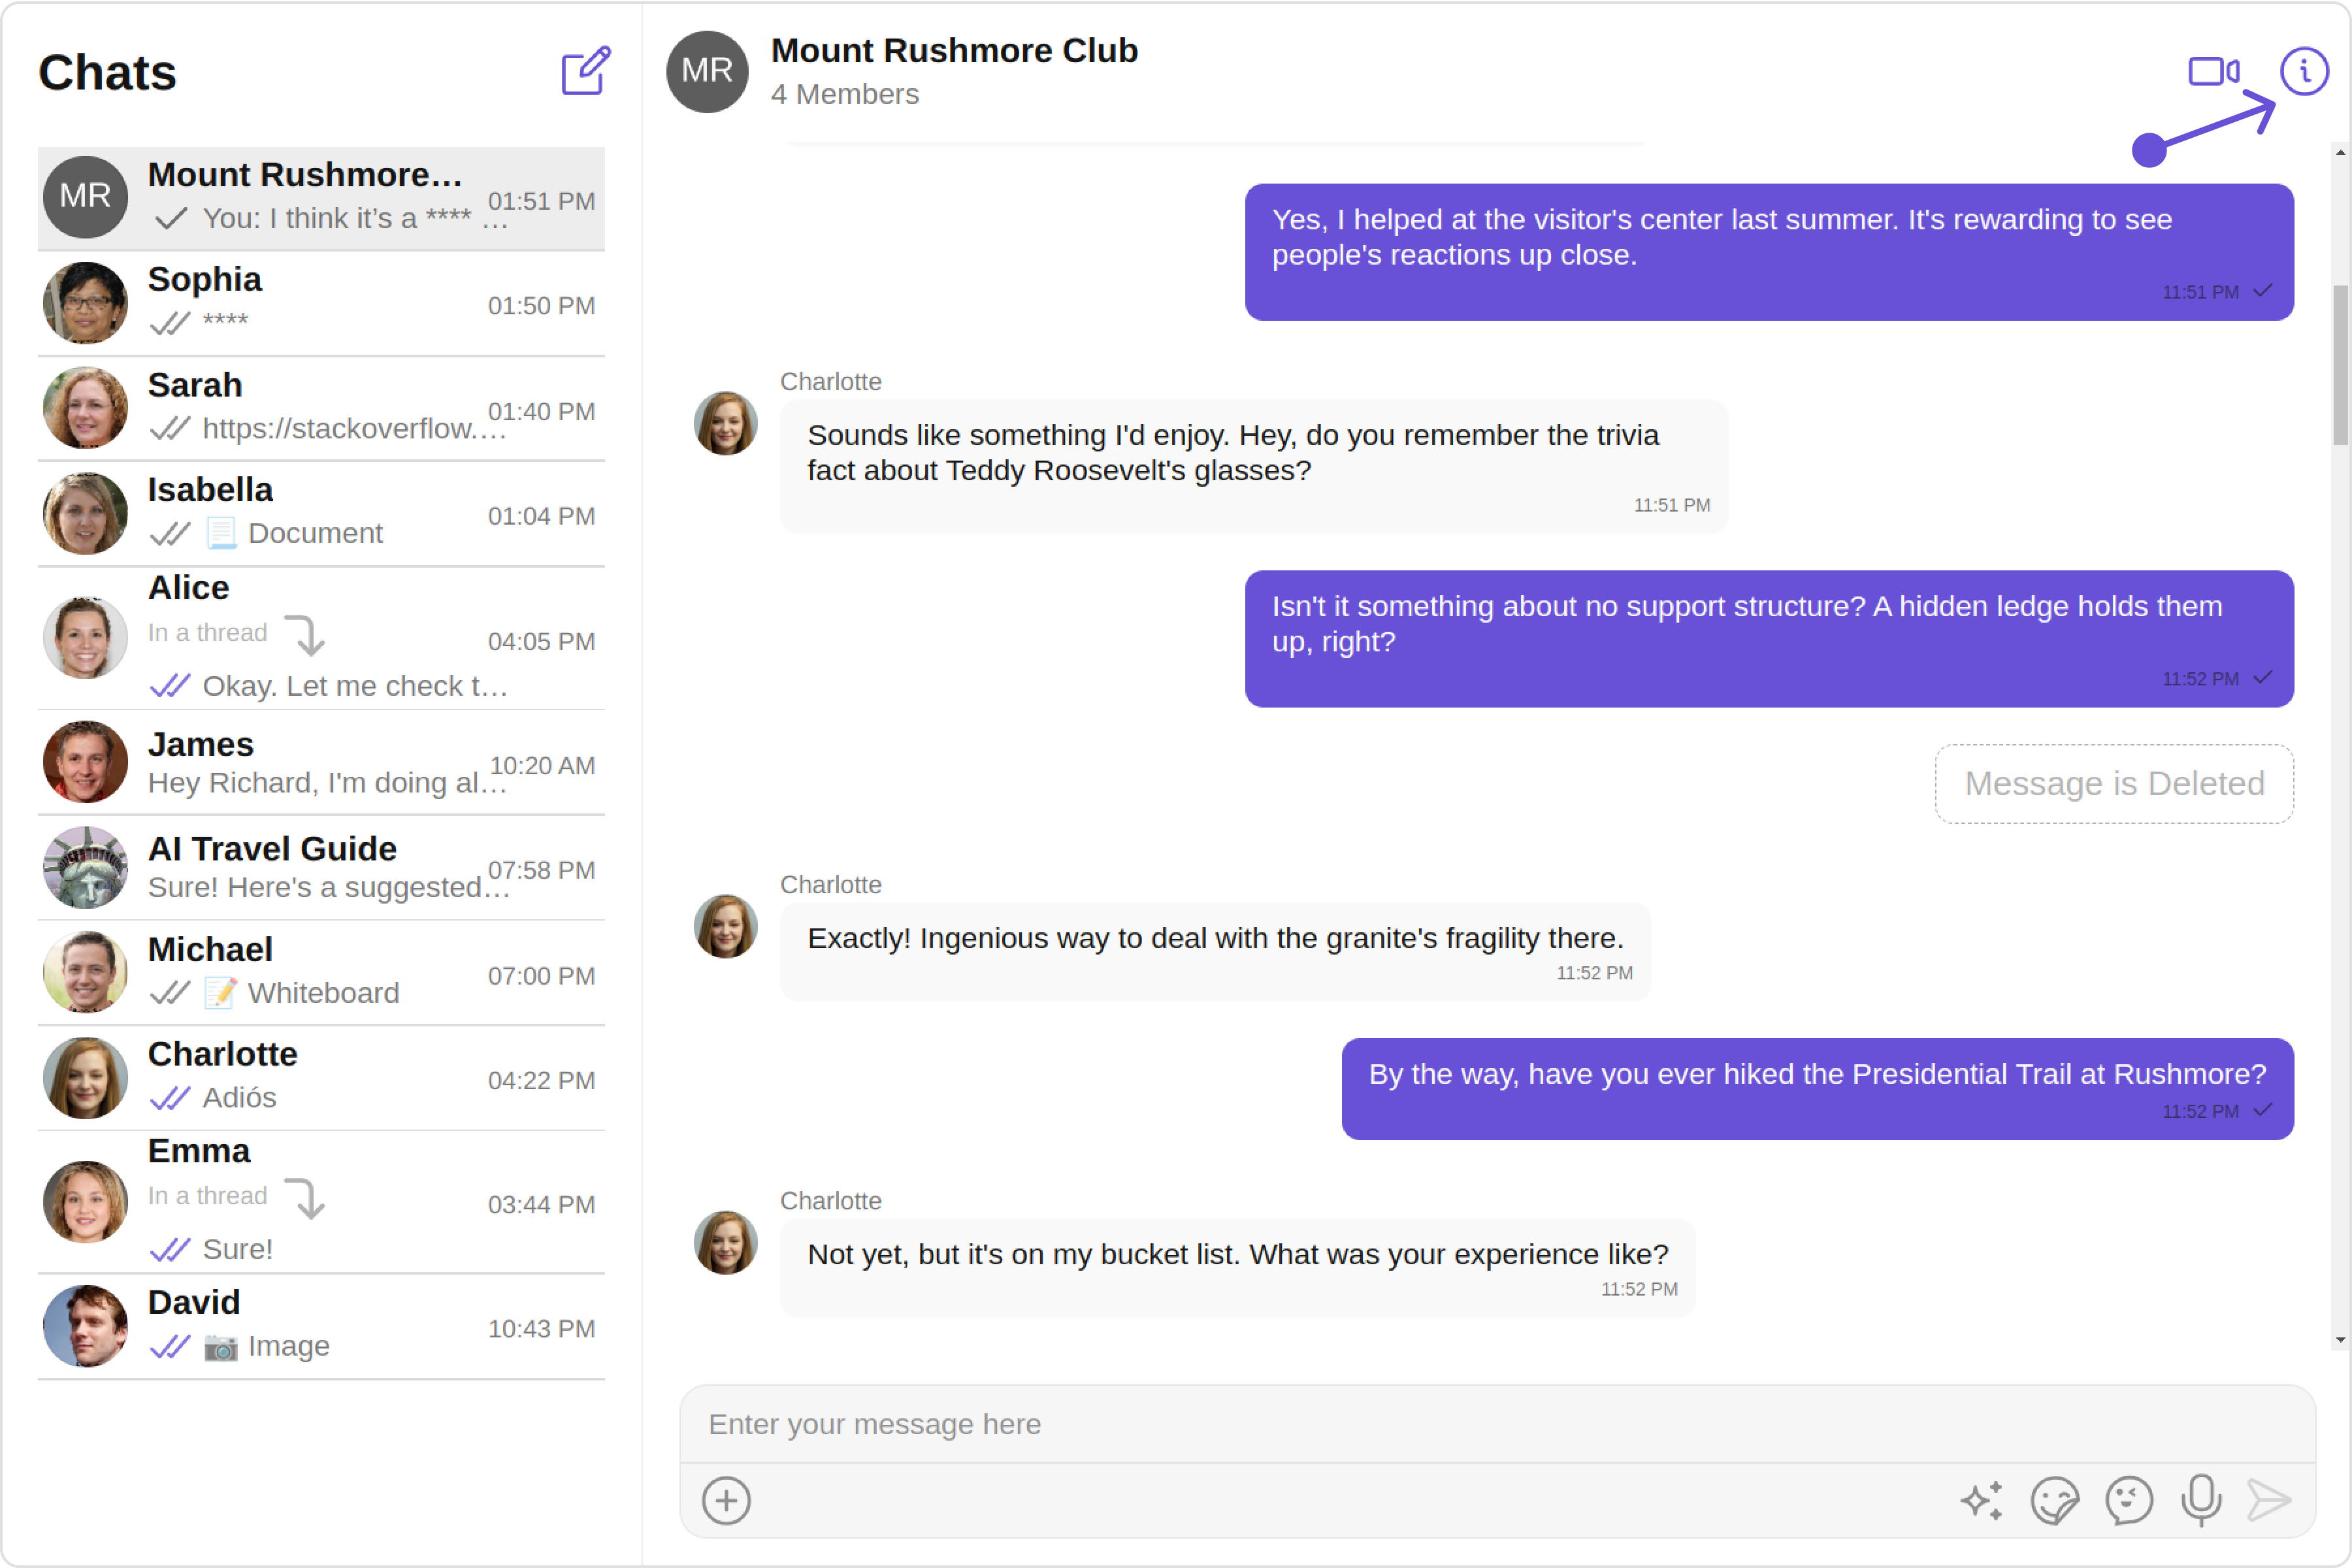 Chats
MR
Mount Rushmore...
01:51 PM
You: I think it’s a **** ...
Sophia
01:50 PM
****
Sarah
01:40 PM
https://stackoverflow....
Isabella
01:04 PM
Document
Alice
In a thread
04:05 PM
Okay. Let me check t...
James
10:20 AM
Hey Richard, I'm doing al...
AI Travel Guide
07:58 PM
Sure! Here's a suggested...
Michael
07:00 PM
Whiteboard
Charlotte
04:22 PM
Adiós
Emma
In a thread
03:44 PM
Sure!
David
10:43 PM
Image
MR
Mount Rushmore Club
4 Members
Yes, I helped at the visitor's center last summer. It's rewarding to see
people's reactions up close.
11:51 PM
Charlotte
Sounds like something I'd enjoy. Hey, do you remember the trivia
fact about Teddy Roosevelt's glasses?
11:51 PM
Isn't it something about no support structure? A hidden ledge holds them
up, right?
11:52 PM
Message is Deleted
Charlotte
Exactly! Ingenious way to deal with the granite's fragility there.
11:52 PM
By the way, have you ever hiked the Presidential Trail at Rushmore?
11:52 PM
Charlotte
Not yet, but it's on my bucket list. What was your experience like?
11:52 PM
Enter your message here